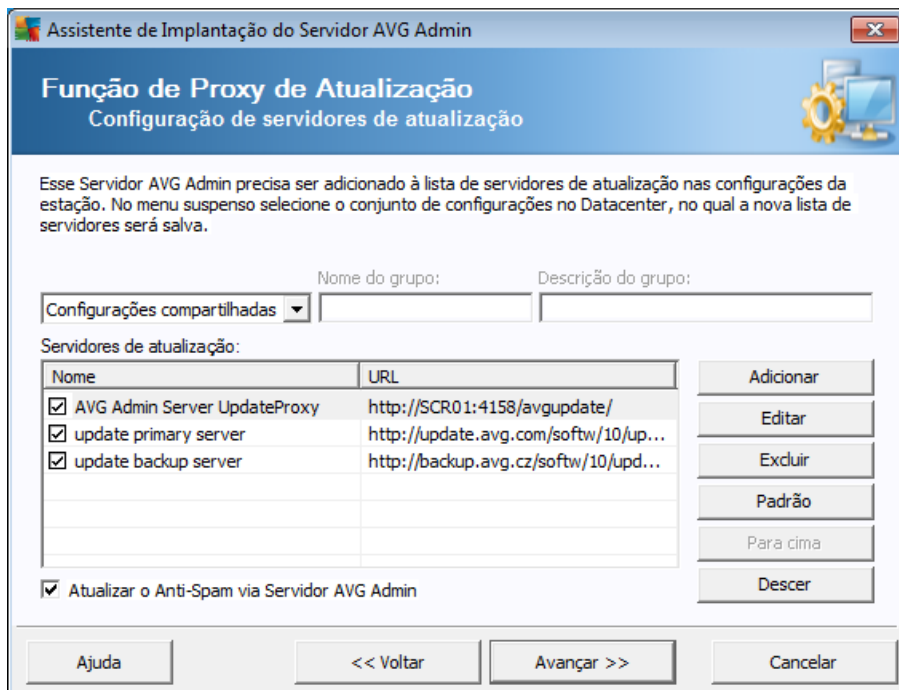 Assistente de Implantação do Servidor AVG Admin
Função de Proxy de Atualização
Configuração de servidores de atualização
Esse Servidor AVG Admin precisa ser adicionado à lista de servidores de atualização nas configurações da
estação. No menu suspenso selecione o conjunto de configurações no Datacenter, no qual a nova lista de
servidores será salva.
Nome do grupo: Descrição do grupo:
Configurações compartilhadas
Servidores de atualização:
Nome URL
AVG Admin Server UpdateProxy http://SCR01:4158/avgupdate/
update primary server http://update.avg.com/softw/10/up...
update backup server http://backup.avg.cz/softw/10/upd...
Adicionar
Editar
Excluir
Padrão
Para cima
Descer
Atualizar o Anti-Spam via Servidor AVG Admin
Ajuda << Voltar Avançar >> Cancelar